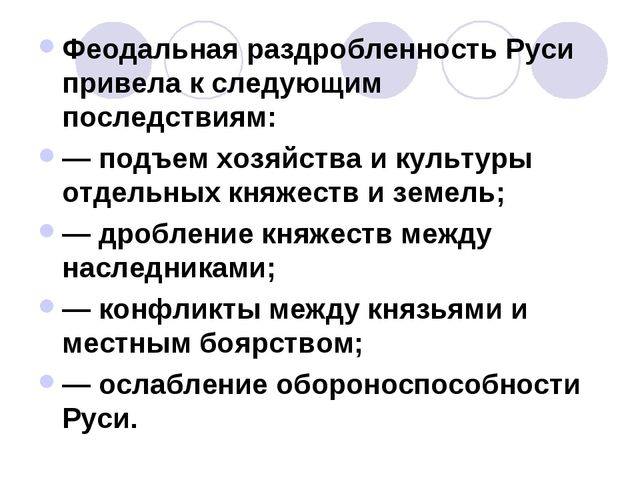 Феодальная раздробленность Руси
привела к следующим
последствиям:
— подъем хозяйства и культуры
отдельных княжеств и земель;
— дробление княжеств между
наследниками;
— конфликты между князьями и
местным боярством;
— ослабление обороноспособности
Руси.